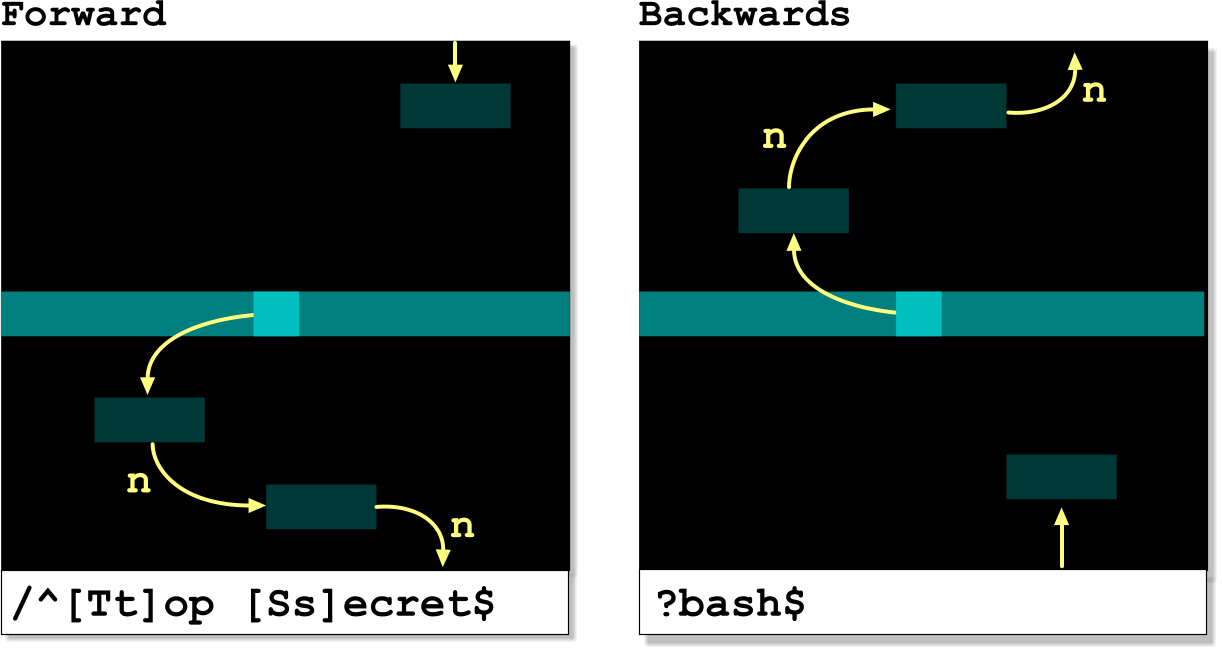 Forward
n
n
/^[Tt]op [Ss]ecret$
Backwards
n
n
?bash$